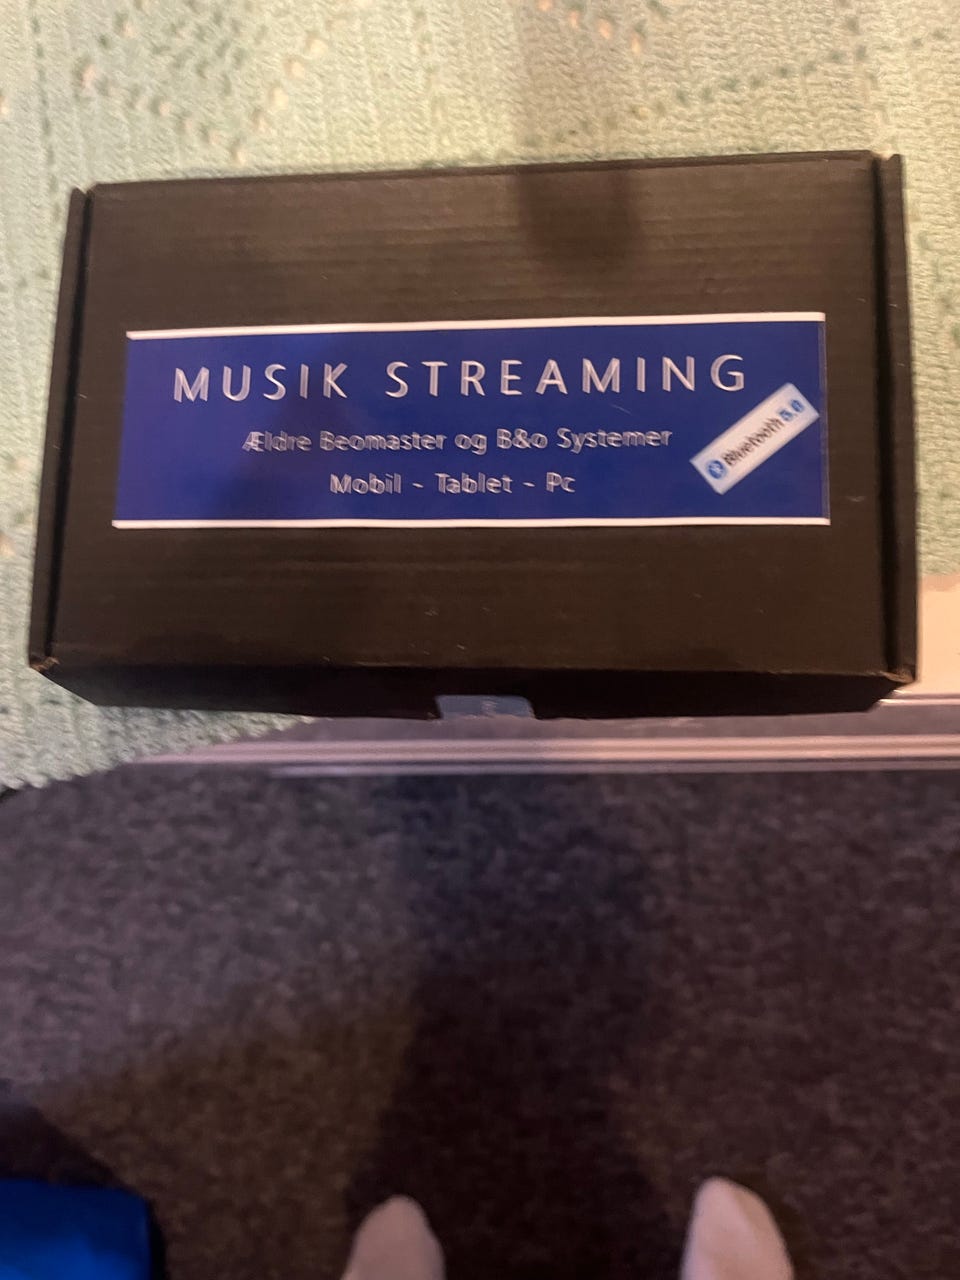 MUSIK STREAMING
Ældre Beomaster og B&o Systemer
Bluetooth 5.0
Mobil - Tablet - Pc